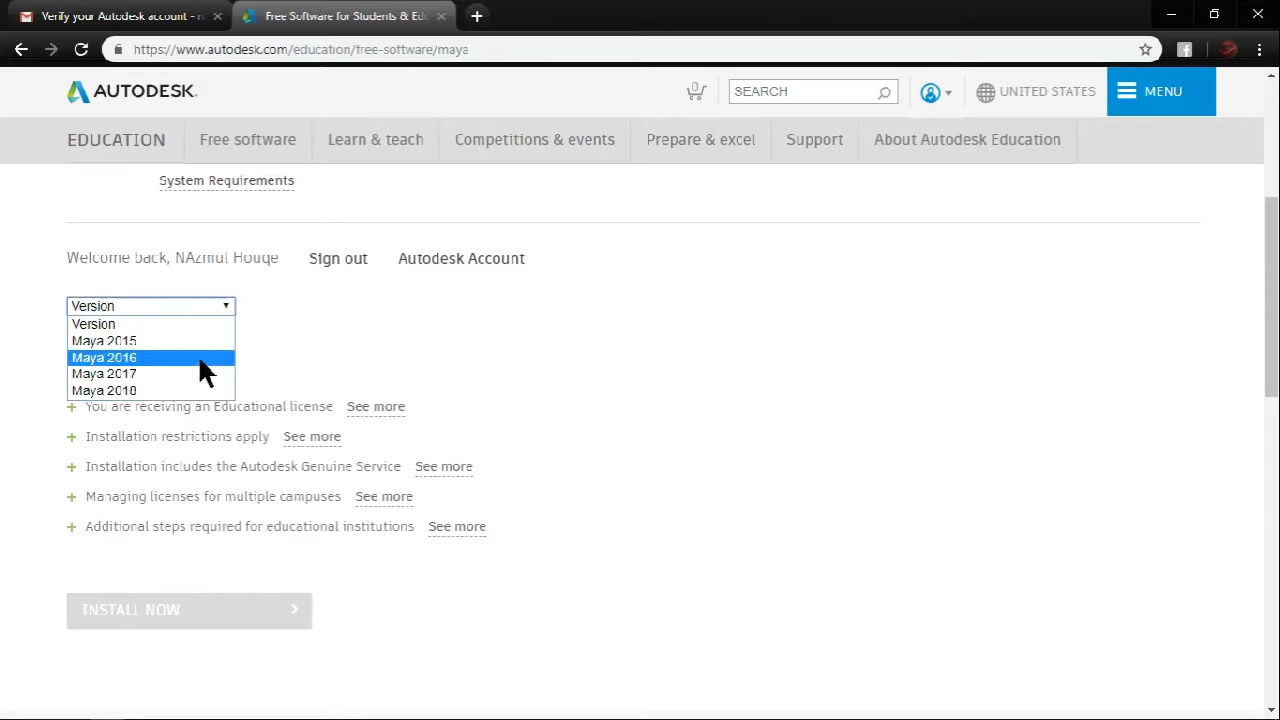 Verify your Autodesk account - n
Free Software for Students & Edu
https://www.autodesk.com/education/free-software/maya
AUTODESK.
0
SEARCH
UNITED STATES
MENU
EDUCATION
Free software
Learn & teach
Competitions & events
Prepare & excel
Support
About Autodesk Education
System Requirements
Welcome back, NAzmul Houqe
Sign out
Autodesk Account
Version
Version
Maya 2015
Maya 2016
Maya 2017
Maya 2018
+ You are receiving an Educational license See more
+ Installation restrictions apply See more
+ Installation includes the Autodesk Genuine Service See more
+ Managing licenses for multiple campuses See more
+ Additional steps required for educational institutions See more
INSTALL NOW